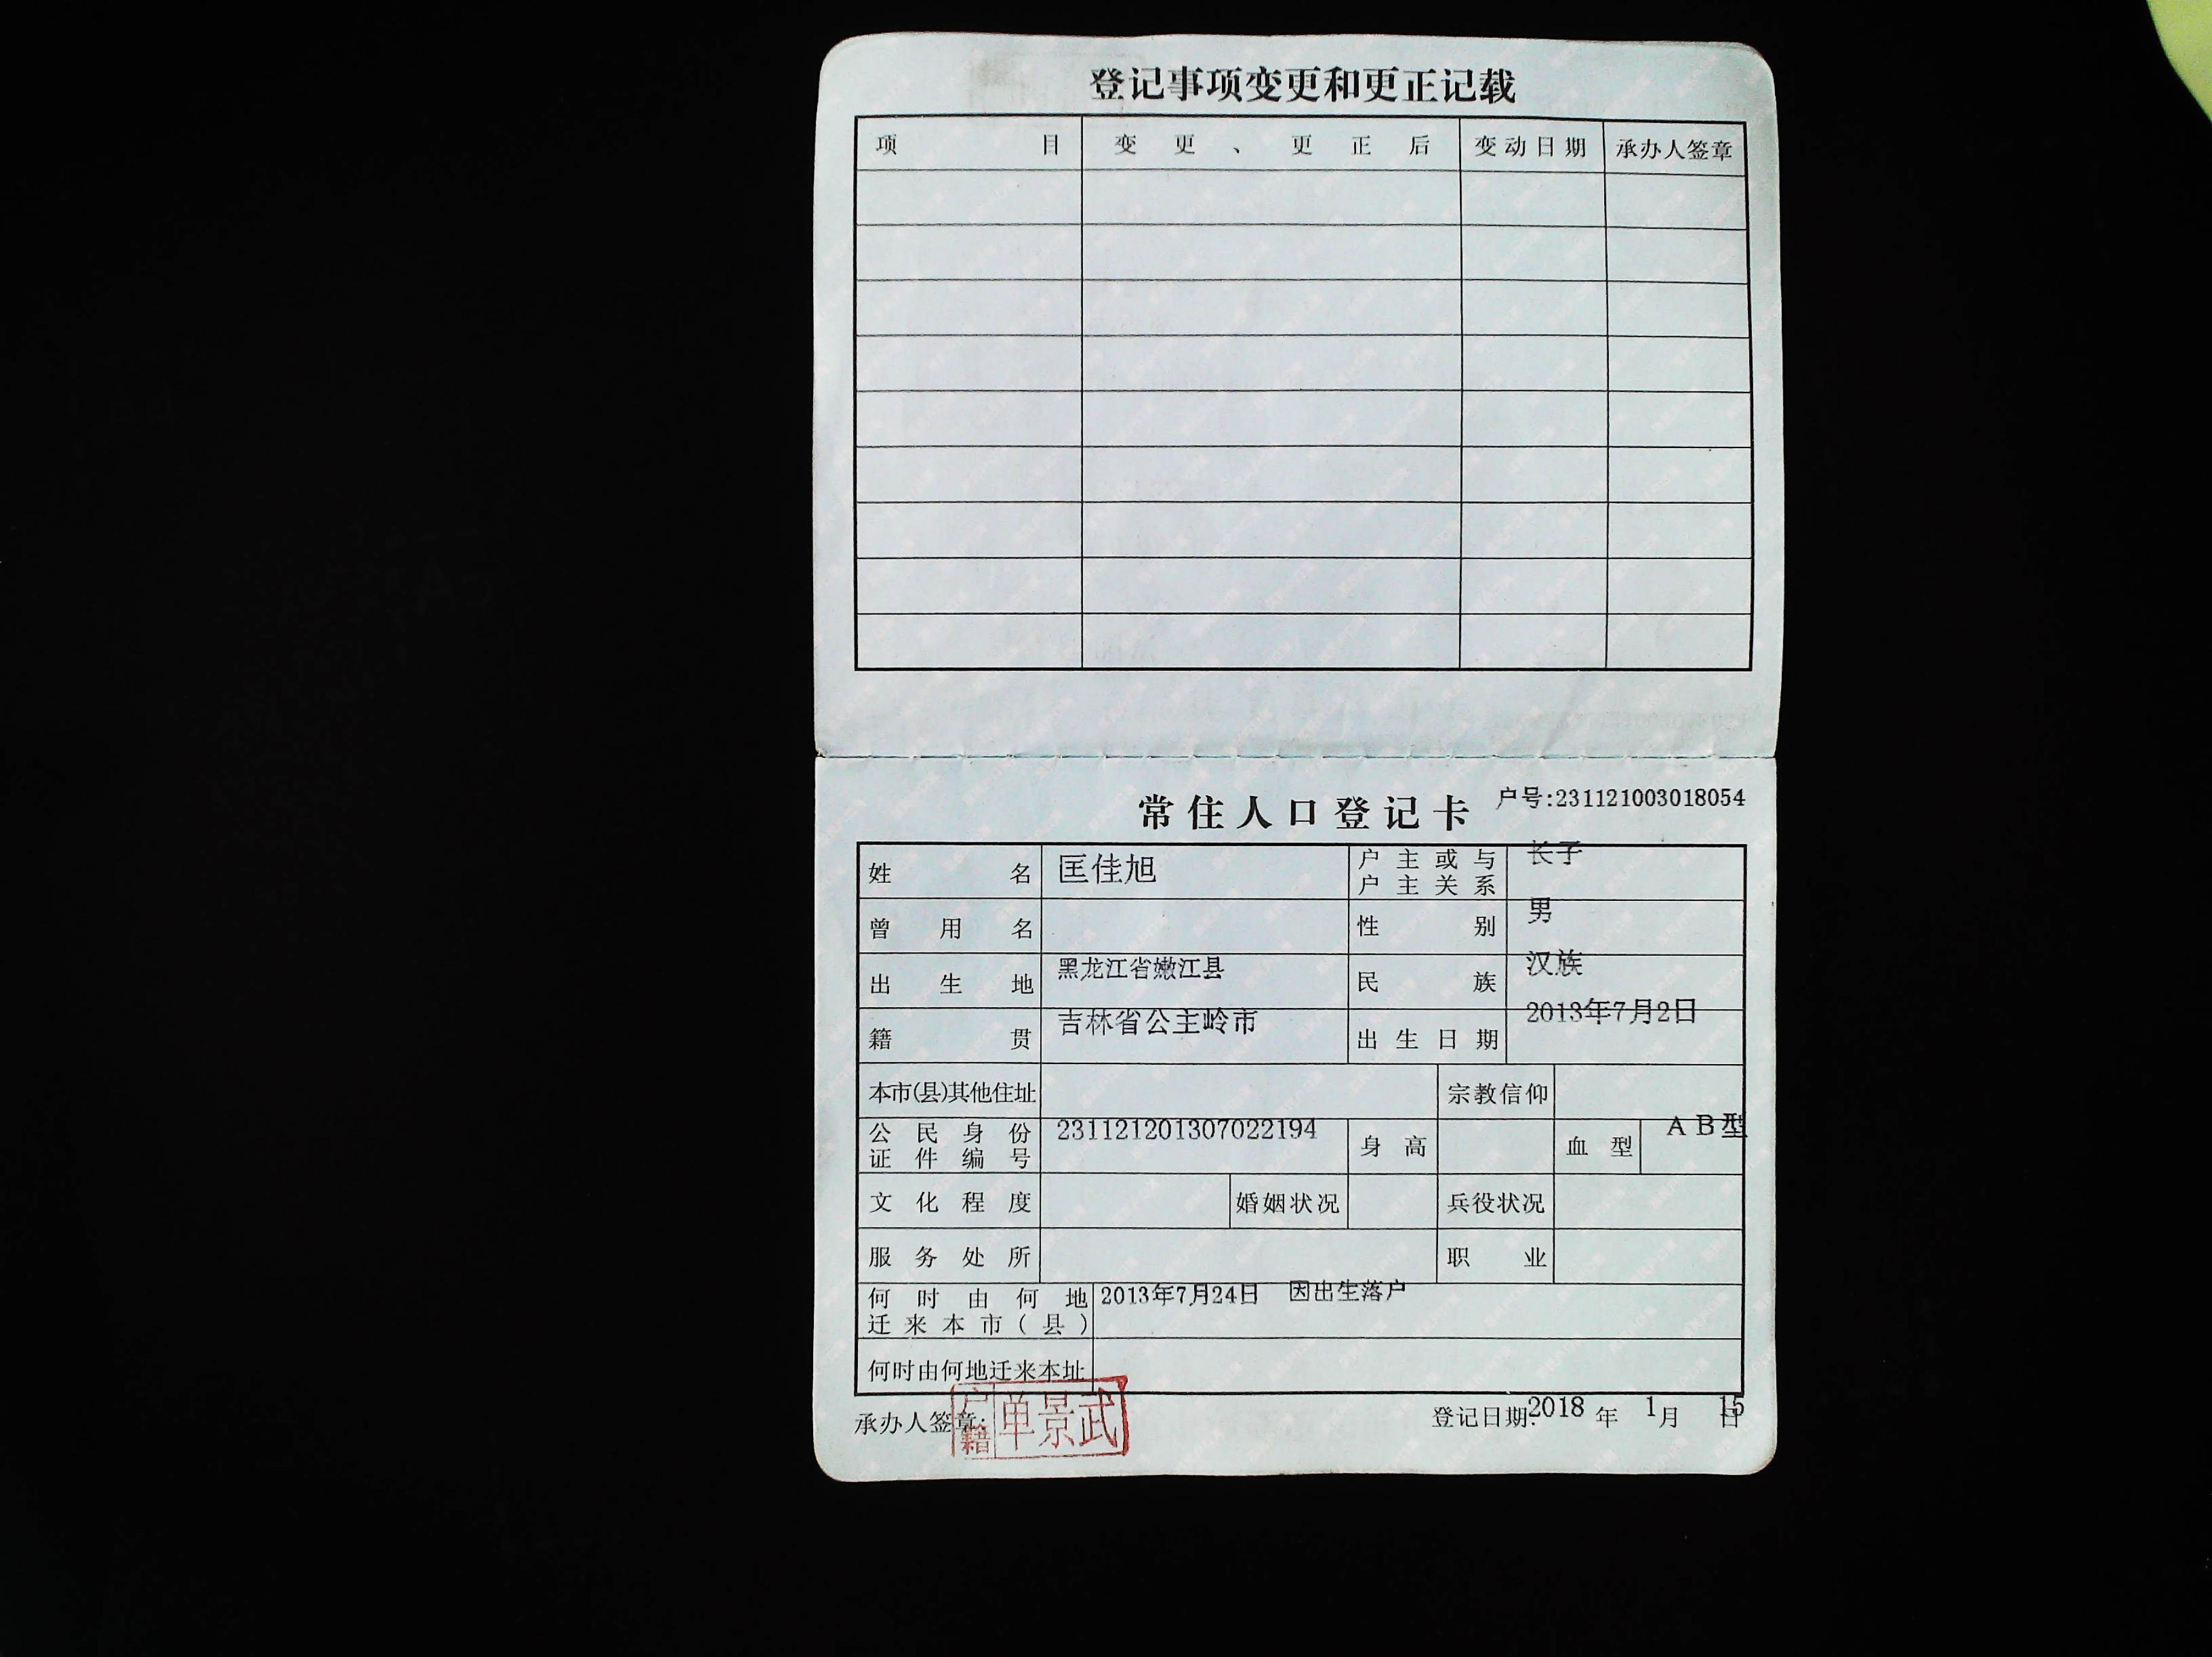 登记事项变更和更正记载
项目 变更、更正后 变动日期 承办人签章
常住人口登记卡 户号:231121003018054
姓名 匡佳旭 户主或与户主关系 长子
曾用名 性别 男
出生地 黑龙江省嫩江县 民族 汉族
籍贯 吉林省公主岭市 出生日期 2013年7月2日
本市(县)其他住址 宗教信仰
公民身份证件编号 231121201307022194 身高 血型 AB型
文化程度 婚姻状况 兵役状况
服务处所 职业
何时由何地迁来本市(县) 2013年7月24日 因出生落户
何时由何地迁来本址
承办人签章: 户籍 单景武 登记日期:2018年1月15日